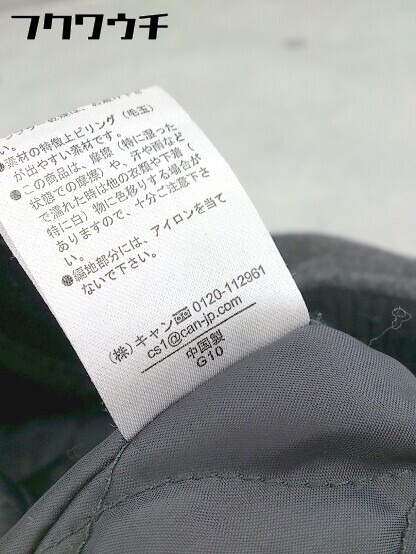 フクワウチ
い。
●素材の特徴上ピリング（毛玉）
が出やすい素材です。
●この商品は、摩擦（特に湿った
状態での摩擦）や、汗や雨など
で濡れた時は他の衣類や下着（
特に白）物に色移りする場合が
ありますので、十分ご注意下さ
い。
※編地部分には、アイロンを当て
ないで下さい。
(株)キャン 0120-112961
cs1@can-jp.com
中国製
G10